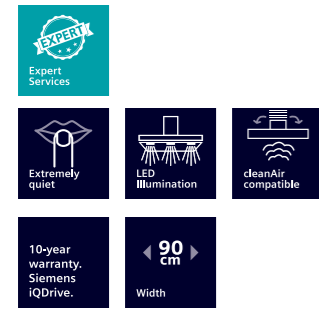 EXPERT
Expert
Services
Extremely
quiet
LED
Illumination
cleanAir
compatible
10-year
warranty.
Siemens
iQDrive.
90
cm
Width